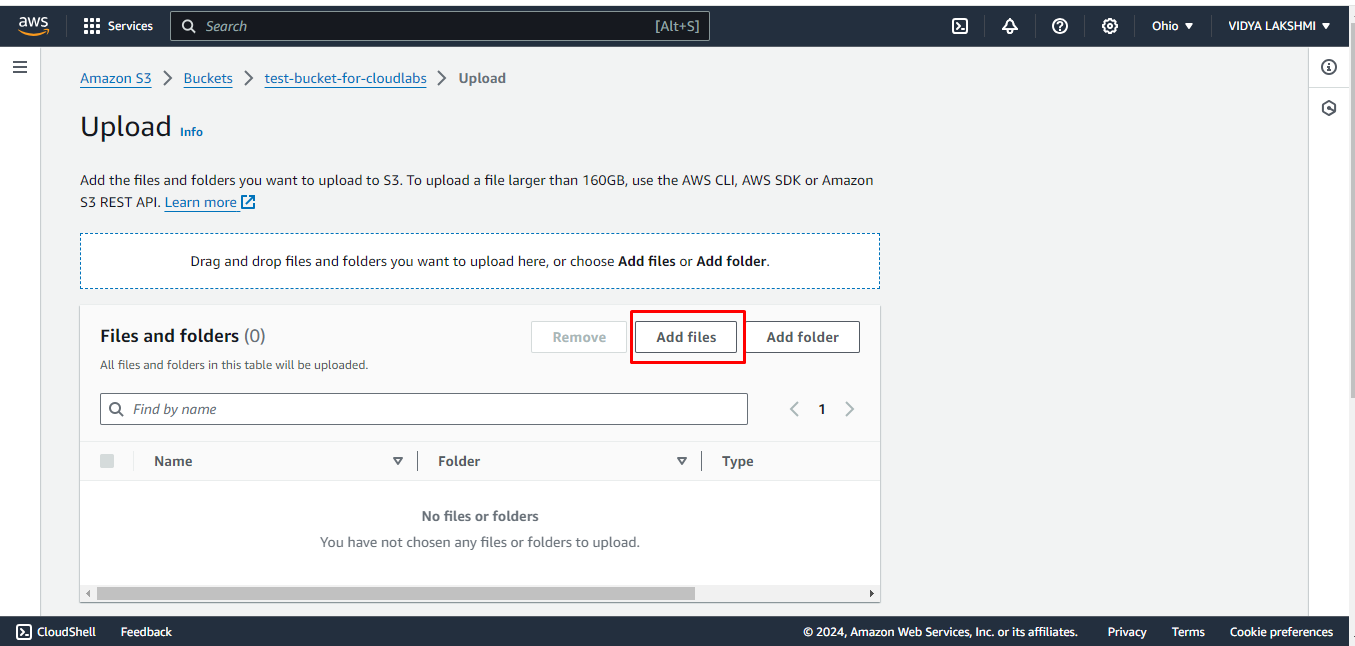 aws Services Search [Alt+S] Ohio VIDYA LAKSHMI
Amazon S3 Buckets test-bucket-for-cloudlabs Upload
Upload Info
Add the files and folders you want to upload to S3. To upload a file larger than 160GB, use the AWS CLI, AWS SDK or Amazon
S3 REST API. Learn more
Drag and drop files and folders you want to upload here, or choose Add files or Add folder.
Files and folders (0) Remove Add files Add folder
All files and folders in this table will be uploaded.
Find by name 1
Name Folder Type
No files or folders
You have not chosen any files or folders to upload.
CloudShell Feedback © 2024, Amazon Web Services, Inc. or its affiliates. Privacy Terms Cookie preferences